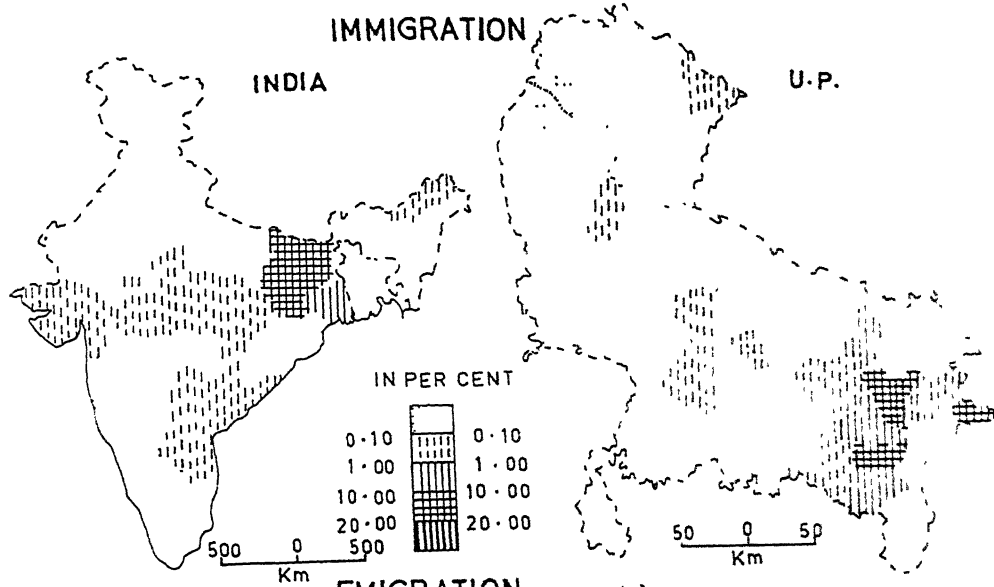 IMMIGRATION
INDIA
U.P.
IN PER CENT
0·10 0·10
1·00 1·00
10·00 10·00
20·00 20·00
500 0 500
Km
50 0 50
Km
EMIGRATION